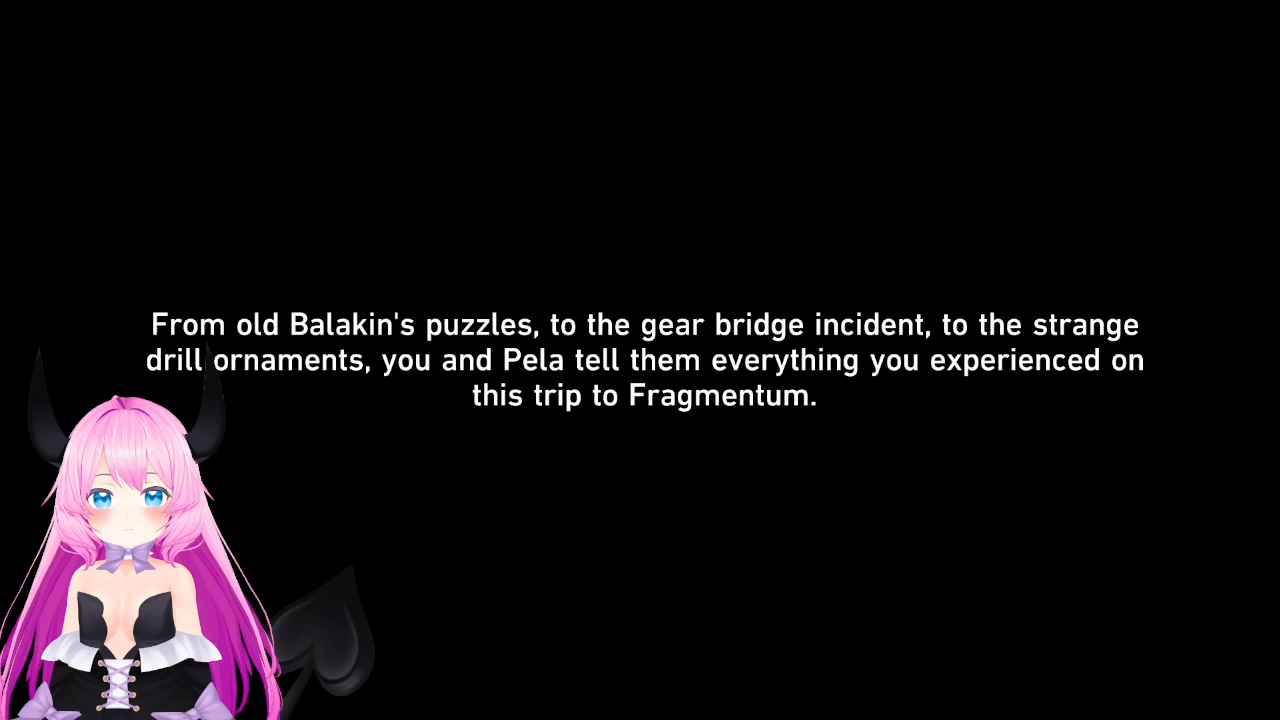 From old Balakin's puzzles, to the gear bridge incident, to the strange
drill ornaments, you and Pela tell them everything you experienced on
this trip to Fragmentum.